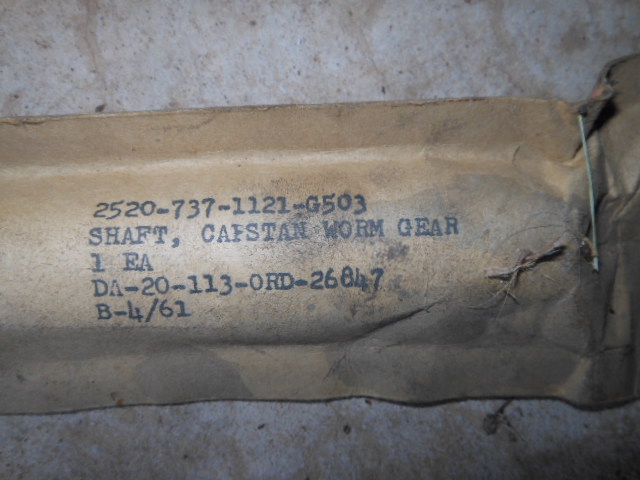 2520-737-1121-G503
SHAFT, CAPSTAN WORM GEAR
1 EA
DA-20-113-ORD-26847
B-4/61